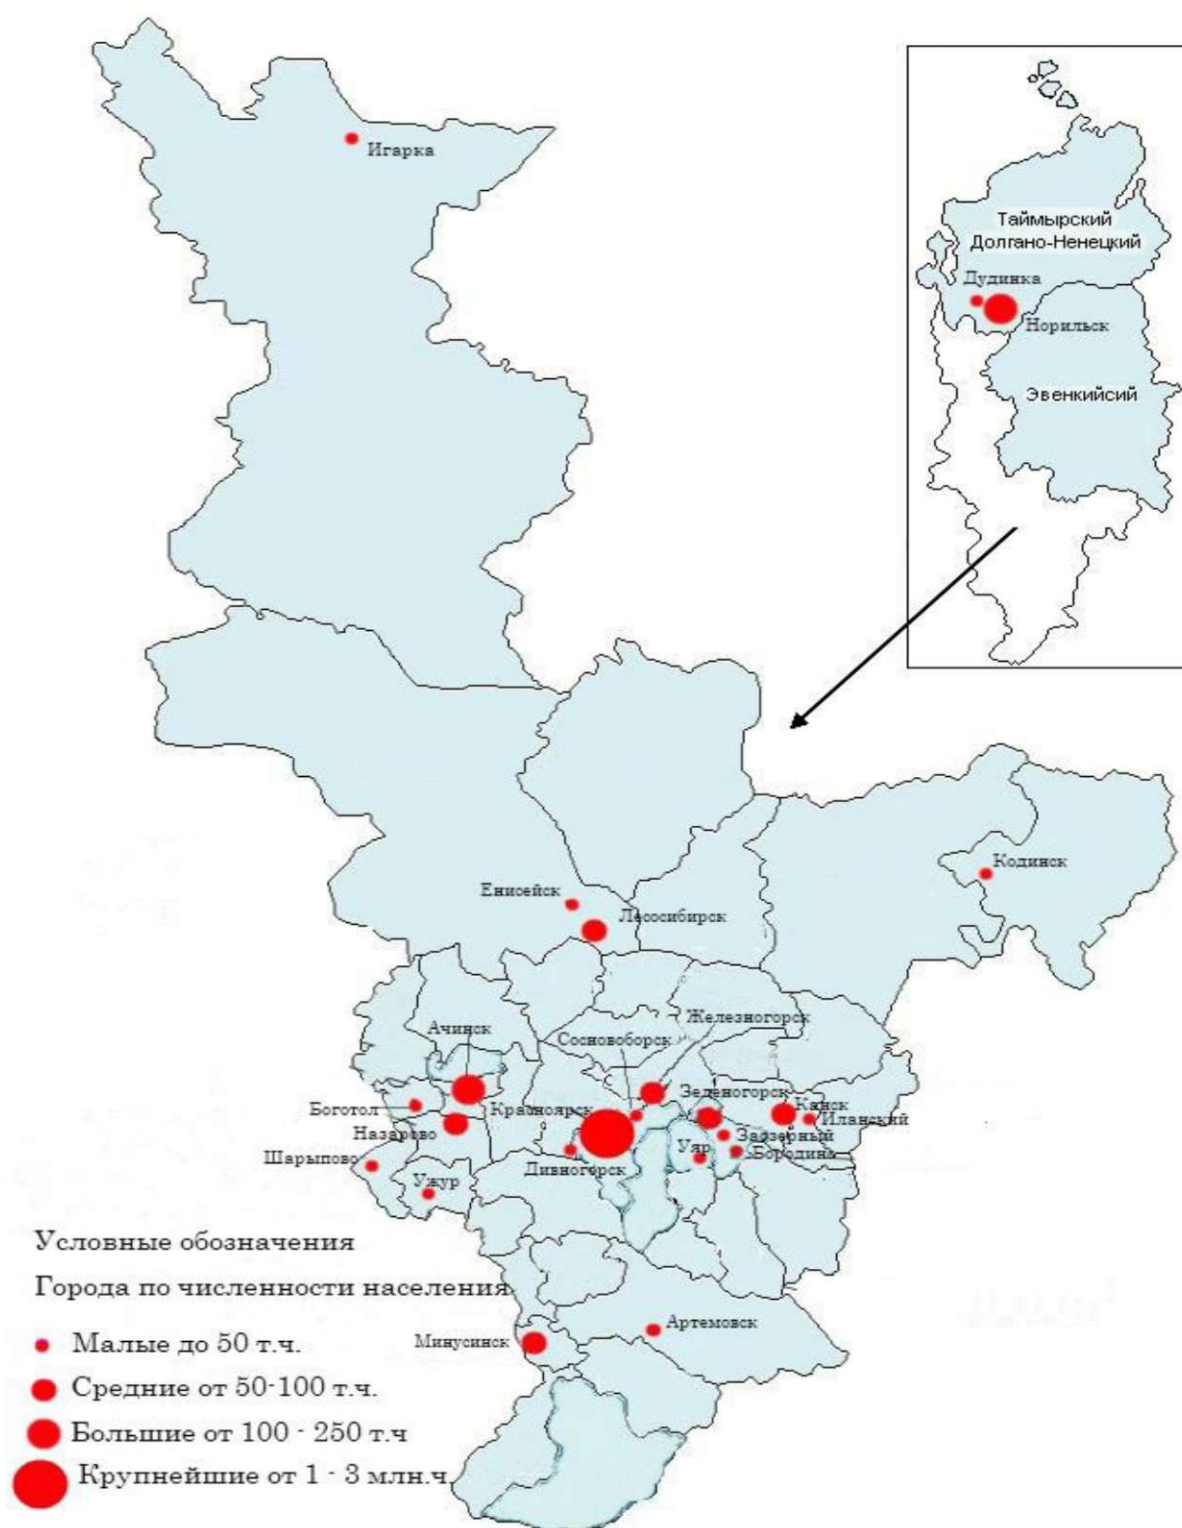 Игарка
Таймырский
Долгано-Ненецкий
Дудинка
Норильск
Эвенкийсий
Кодинск
Енисейск
Лесосибирск
Железногорск
Ачинск
Сосновоборск
Зеленогорск
Боготол
Красноярск
Канск
Иланский
Назарово
Заозерный
Шарыпово
Дивногорск
Уяр
Бородино
Ужур
Условные обозначения
Города по численности населения
Минусинск
Артемовск
Малые до 50 т.ч.
Средние от 50-100 т.ч.
Большие от 100 - 250 т.ч
Крупнейшие от 1 - 3 млн.ч.